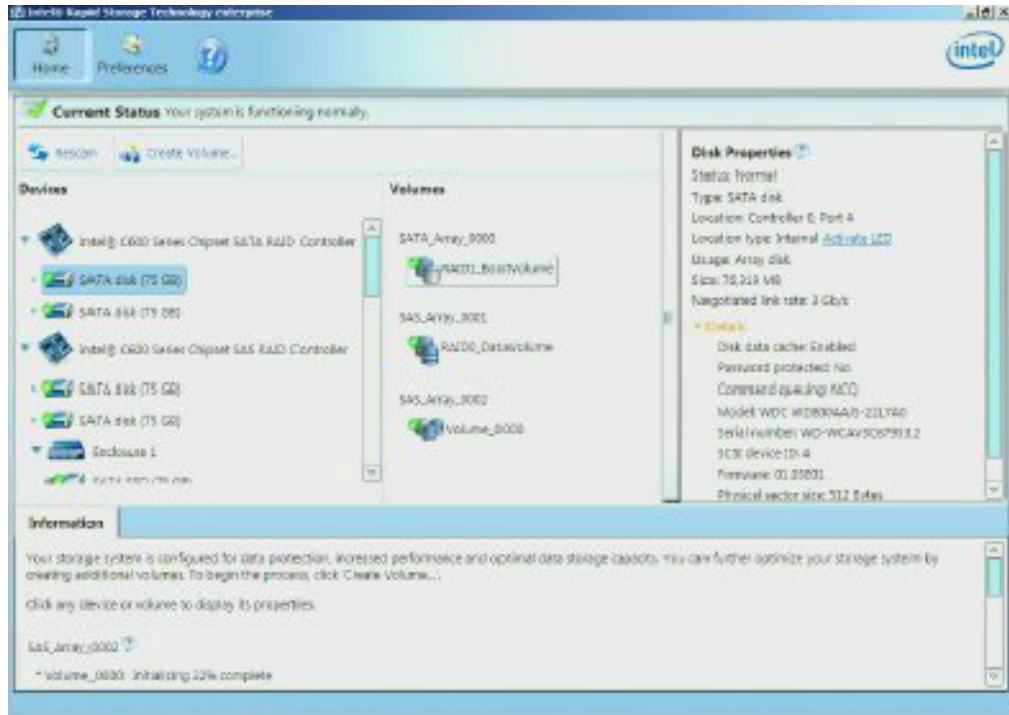 Intel® Rapid Storage Technology enterprise
Home
Preferences
intel
Current Status Your system is functioning normally.
Rescan
Create Volume...
Devices
Intel® C600 Series Chipset SATA RAID Controller
SATA disk (75 GB)
SATA disk (75 GB)
Intel® C600 Series Chipset SAS RAID Controller
SATA disk (75 GB)
SATA disk (75 GB)
Enclosure 1
Volumes
SATA_Array_0000
RAID1_BootVolume
SAS_Array_0001
RAID0_DataVolume
SAS_Array_0002
Volume_0000
Disk Properties
Status: Normal
Type: SATA disk
Location: Controller 0, Port 4
Location type: Internal Activate LED
Usage: Array disk
Size: 76,319 MB
Negotiated link rate: 3 Gb/s
Details
Disk data cache: Enabled
Password protected: No
Command queuing: NCQ
Model: WDC
Serial number:
SCSI device ID: 4
Firmware:
Physical sector size: 512 Bytes
Information
Your storage system is configured for data protection, increased performance and optimal data storage capacity. You can further optimize your storage system by
creating additional volumes. To begin the process, click 'Create Volume...'.
Click any device or volume to display its properties.
SAS_Array_0002
Volume_0000: Initializing 22% complete